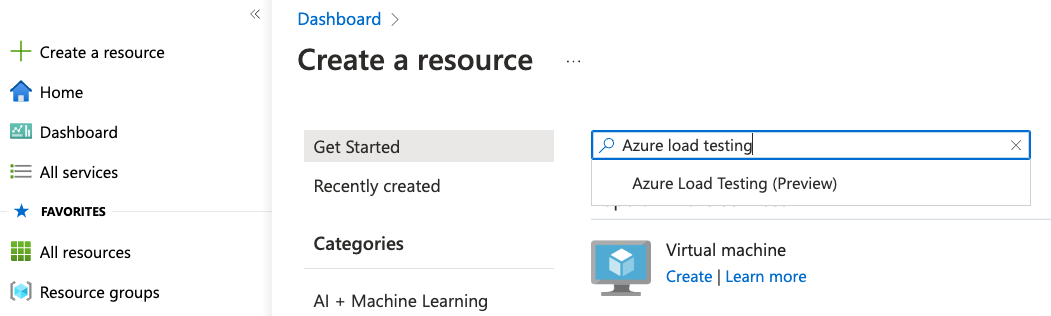 «
Create a resource
Home
Dashboard
All services
FAVORITES
All resources
Resource groups
Dashboard >
Create a resource ...
Get Started
Recently created
Categories
AI + Machine Learning
Azure load testing
Azure Load Testing (Preview)
Virtual machine
Create | Learn more